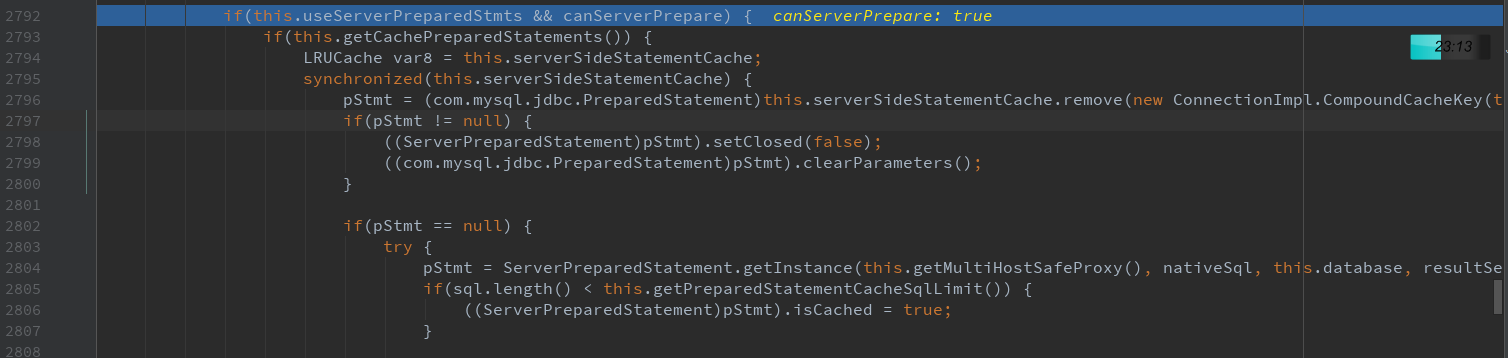 2792 if(this.useServerPreparedStmts && canServerPrepare) { canServerPrepare: true
2793 if(this.getCachePreparedStatements()) {
23:13
2794 LRUCache var8 = this.serverSideStatementCache;
2795 synchronized(this.serverSideStatementCache) {
2796 pStmt = (com.mysql.jdbc.PreparedStatement)this.serverSideStatementCache.remove(new ConnectionImpl.CompoundCacheKey(t
2797 if(pStmt != null) {
2798 ((ServerPreparedStatement)pStmt).setClosed(false);
2799 ((com.mysql.jdbc.PreparedStatement)pStmt).clearParameters();
2800 }
2801
2802 if(pStmt == null) {
2803 try {
2804 pStmt = ServerPreparedStatement.getInstance(this.getMultiHostSafeProxy(), nativeSql, this.database, resultSe
2805 if(sql.length() < this.getPreparedStatementCacheSqlLimit()) {
2806 ((ServerPreparedStatement)pStmt).isCached = true;
2807 }
2808